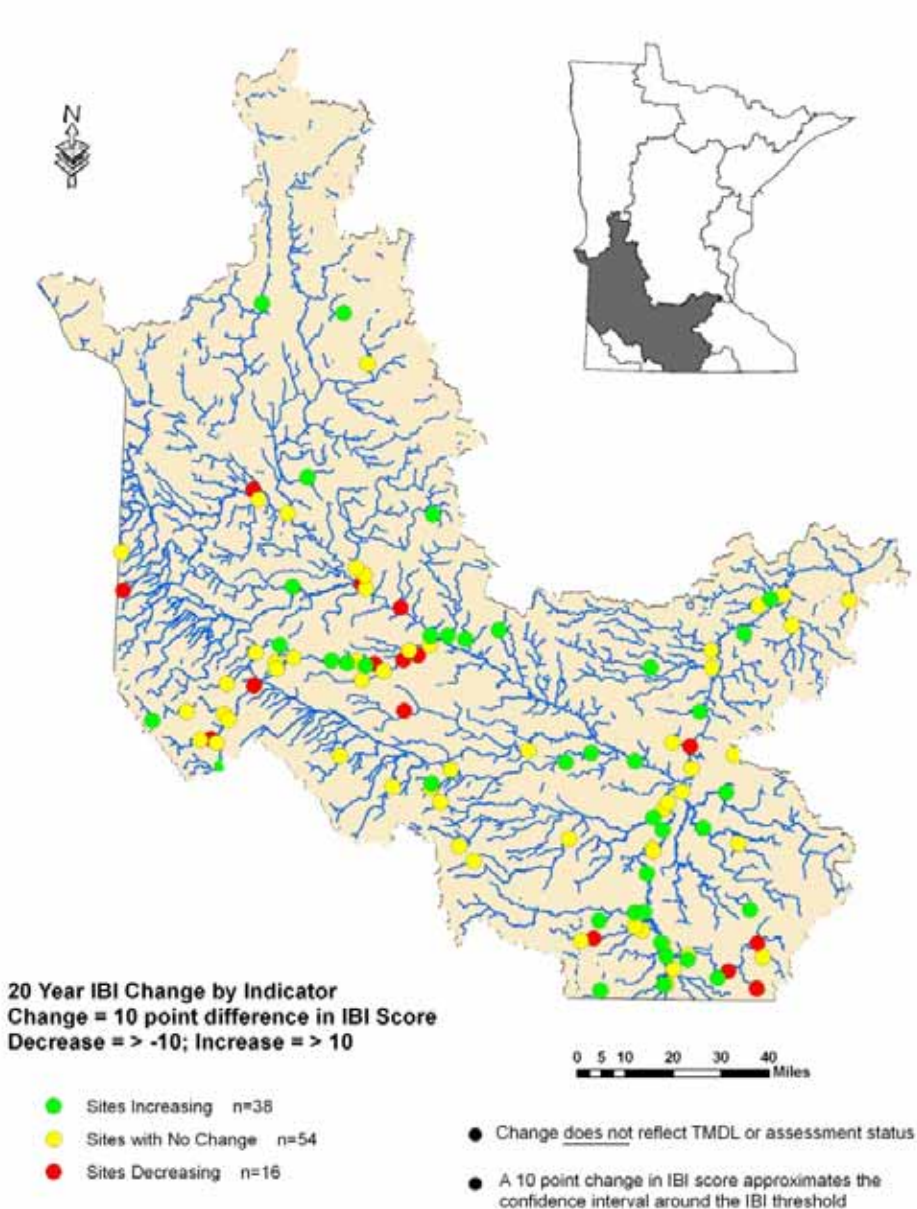 N
20 Year IBI Change by Indicator
Change = 10 point difference in IBI Score
Decrease = > -10; Increase = > 10
0 5 10 20 30 40
Miles
Sites Increasing n=38
Sites with No Change n=54
Sites Decreasing n=16
● Change does not reflect TMDL or assessment status
● A 10 point change in IBI score approximates the
confidence interval around the IBI threshold